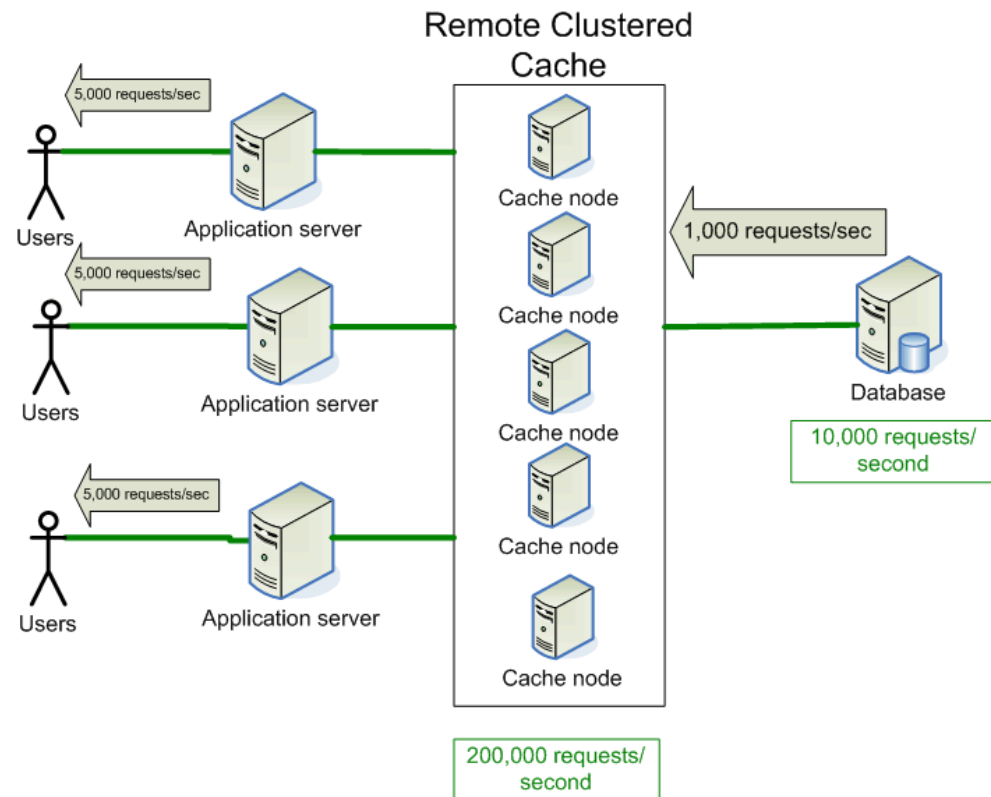 Remote Clustered
Cache
5,000 requests/sec
Users
Application server
5,000 requests/sec
Users
Application server
5,000 requests/sec
Users
Application server
Cache node
Cache node
Cache node
Cache node
Cache node
200,000 requests/
second
1,000 requests/sec
Database
10,000 requests/
second